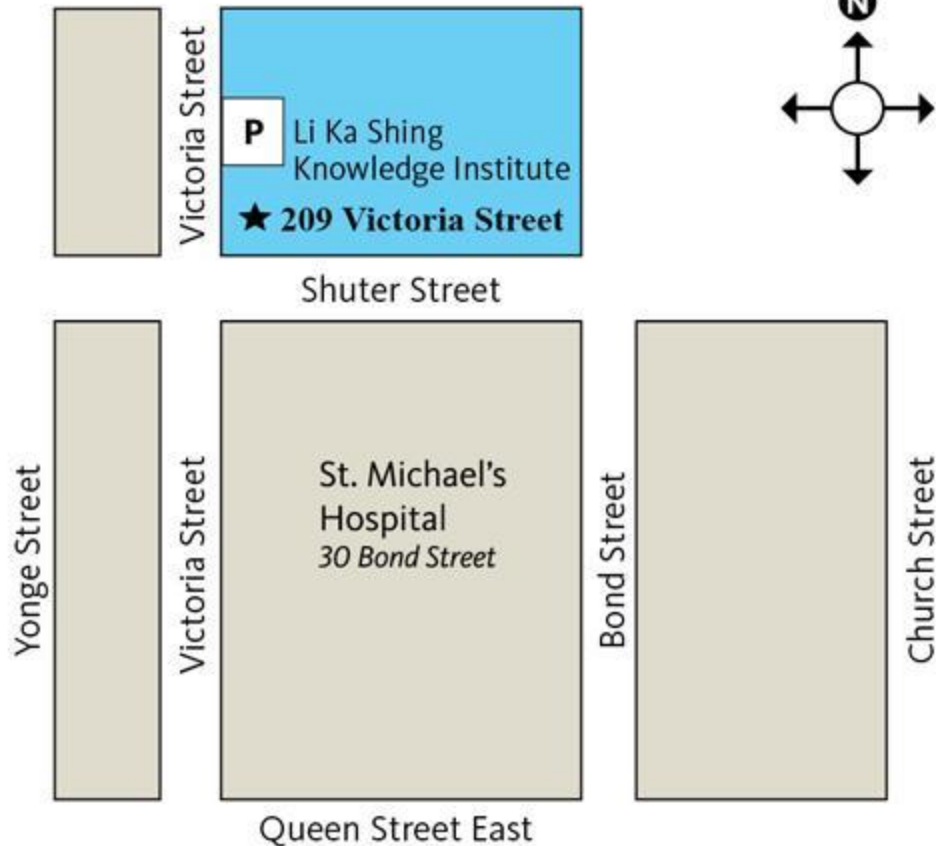 N
Victoria Street
P
Li Ka Shing
Knowledge Institute
★ 209 Victoria Street
Shuter Street
Yonge Street
Victoria Street
St. Michael's
Hospital
30 Bond Street
Bond Street
Church Street
Queen Street East